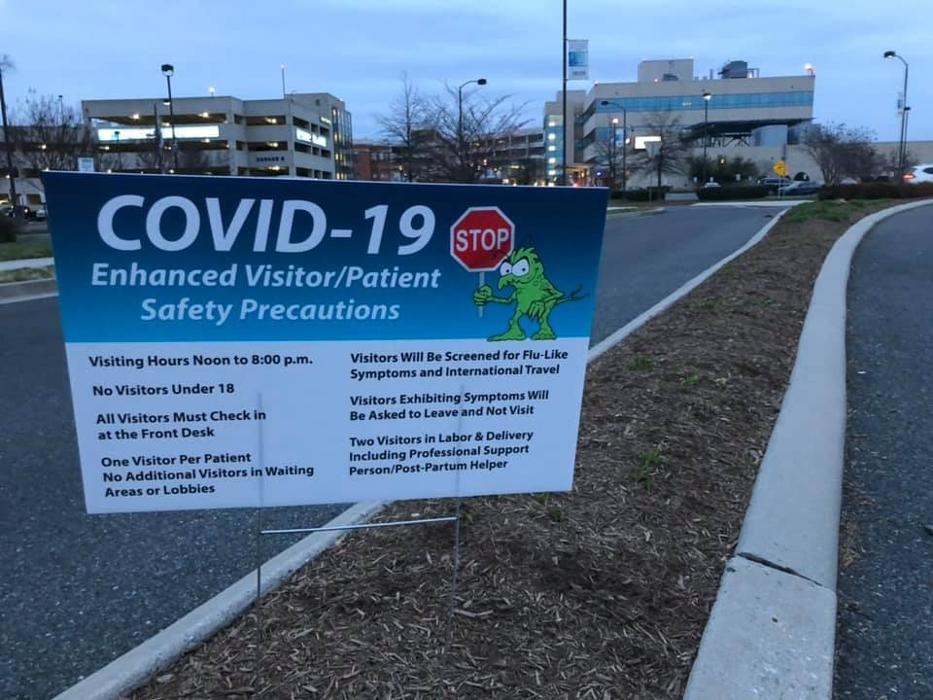 COVID-19
STOP
Enhanced Visitor/Patient
Safety Precautions
Visiting Hours Noon to 8:00 p.m.
No Visitors Under 18
All Visitors Must Check in
at the Front Desk
One Visitor Per Patient
No Additional Visitors in Waiting
Areas or Lobbies
Visitors Will Be Screened for Flu-Like
Symptoms and International Travel
Visitors Exhibiting Symptoms Will
Be Asked to Leave and Not Visit
Two Visitors in Labor & Delivery
Including Professional Support
Person/Post-Partum Helper